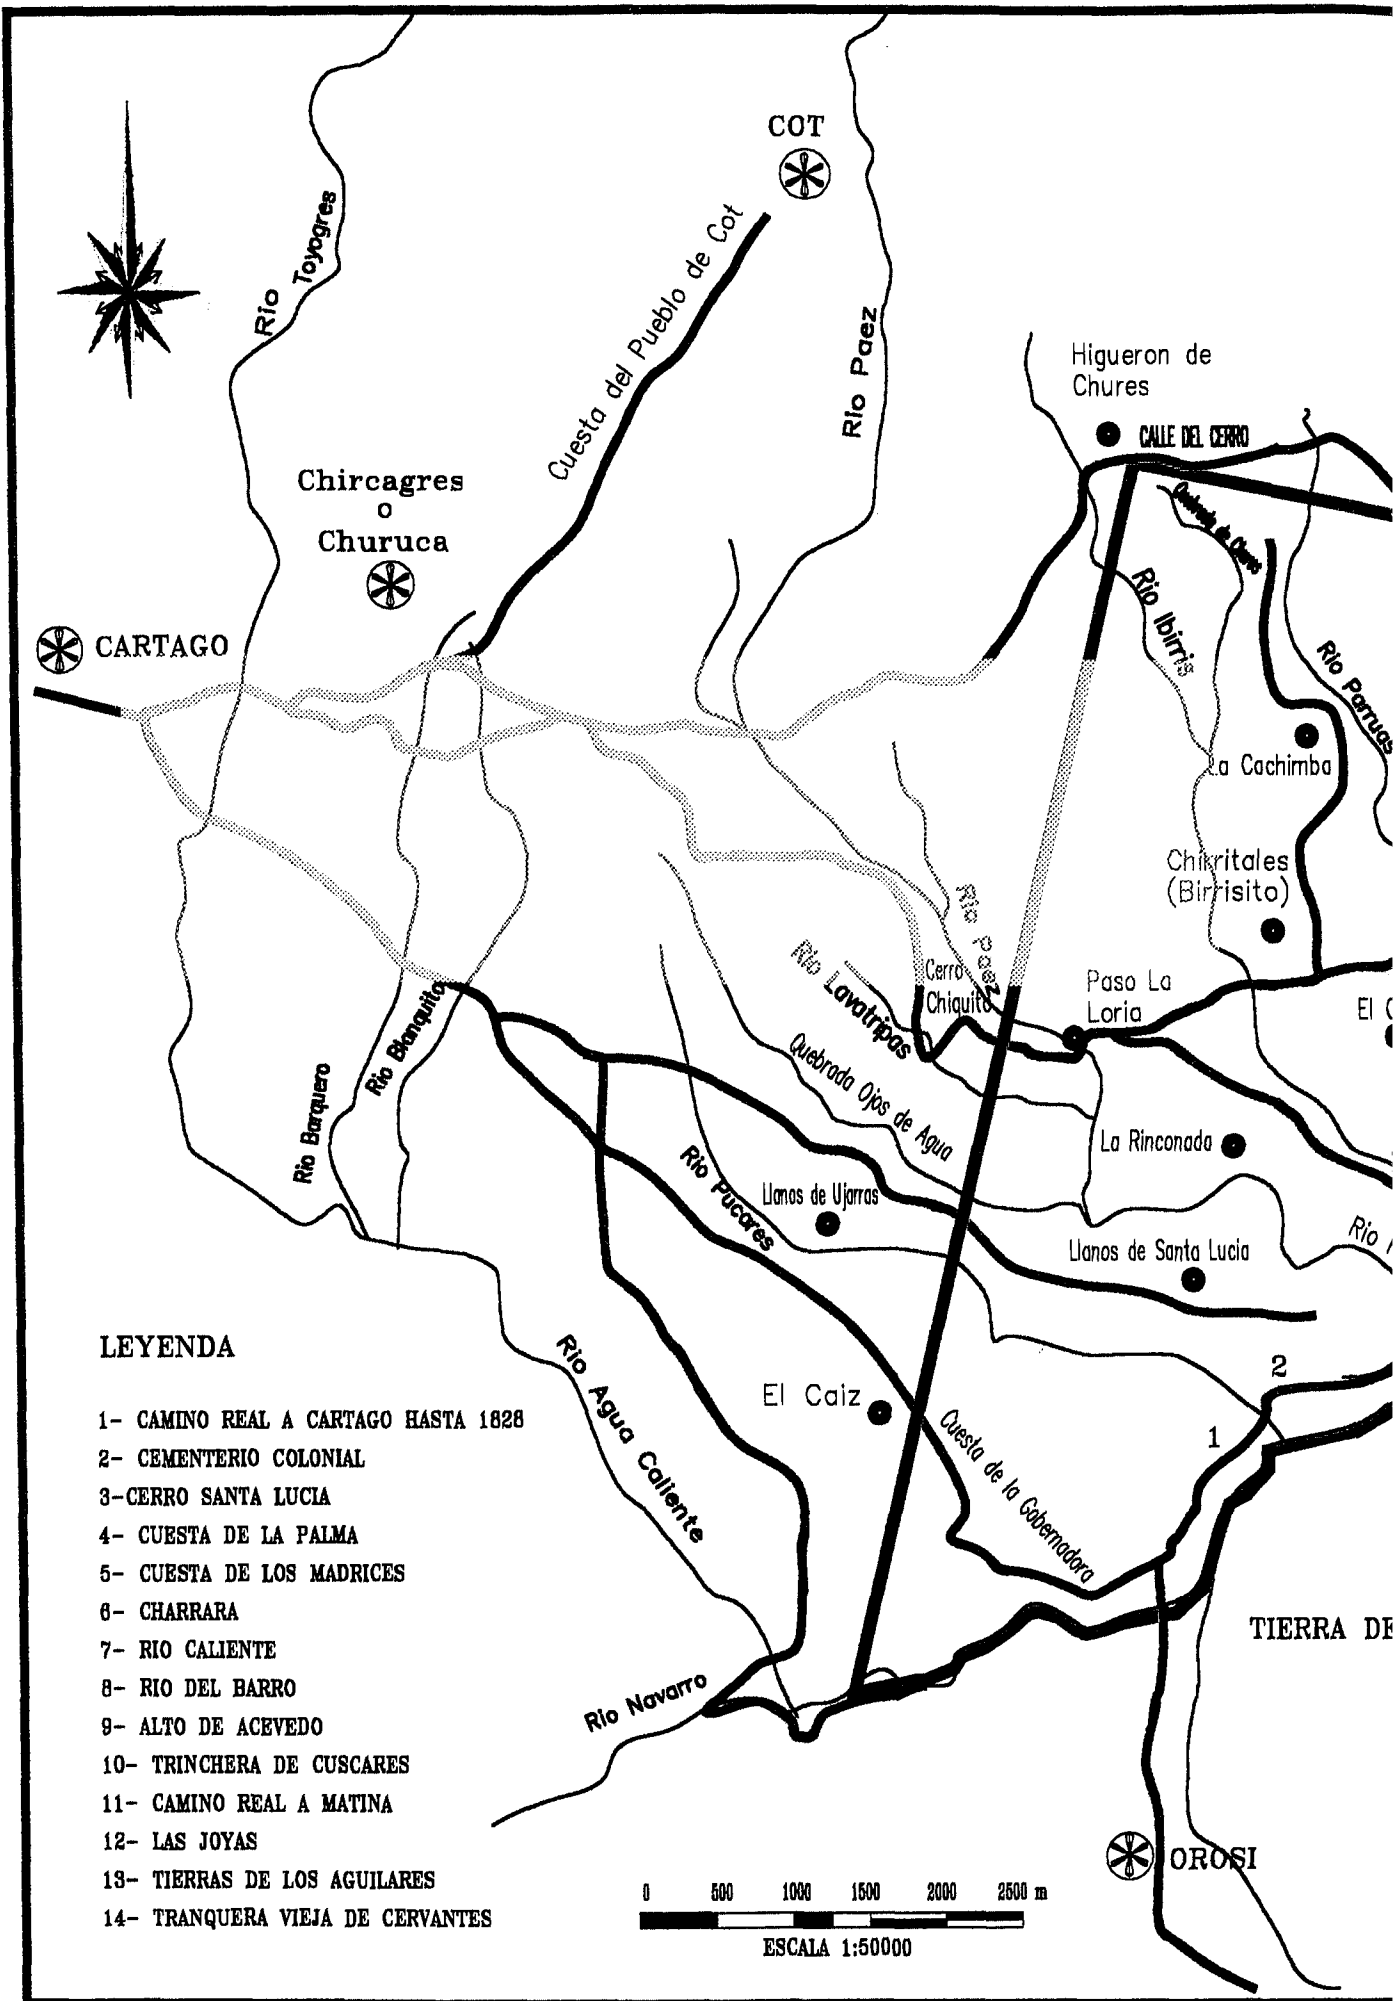 COT
Rio Toyogres
Cuesta del Pueblo de Cot
Rio Paez
Higueron de
Chures
CALLE DEL CERRO
Quebrada de Chures
Chircagres
o
Churuca
CARTAGO
Rio Ibirris
Rio Parruas
La Cachimba
Chirritales
(Birrisito)
Rio Paez
Cerro
Chiquito
Rio Lavatripas
Paso La
Loria
El
Rio Blanquito
Rio Barquero
Quebrada Ojos de Agua
La Rinconada
Rio Pucares
Llanos de Ujarras
Rio
Llanos de Santa Lucia
Rio Agua Caliente
El Caiz
Cuesta de la Gobernadora
2
1
TIERRA DE
Rio Navarro
OROSI
LEYENDA
1- CAMINO REAL A CARTAGO HASTA 1828
2- CEMENTERIO COLONIAL
3-CERRO SANTA LUCIA
4- CUESTA DE LA PALMA
5- CUESTA DE LOS MADRICES
6- CHARRARA
7- RIO CALIENTE
8- RIO DEL BARRO
9- ALTO DE ACEVEDO
10- TRINCHERA DE CUSCARES
11- CAMINO REAL A MATINA
12- LAS JOYAS
13- TIERRAS DE LOS AGUILARES
14- TRANQUERA VIEJA DE CERVANTES
0 500 1000 1500 2000 2500 m
ESCALA 1:50000